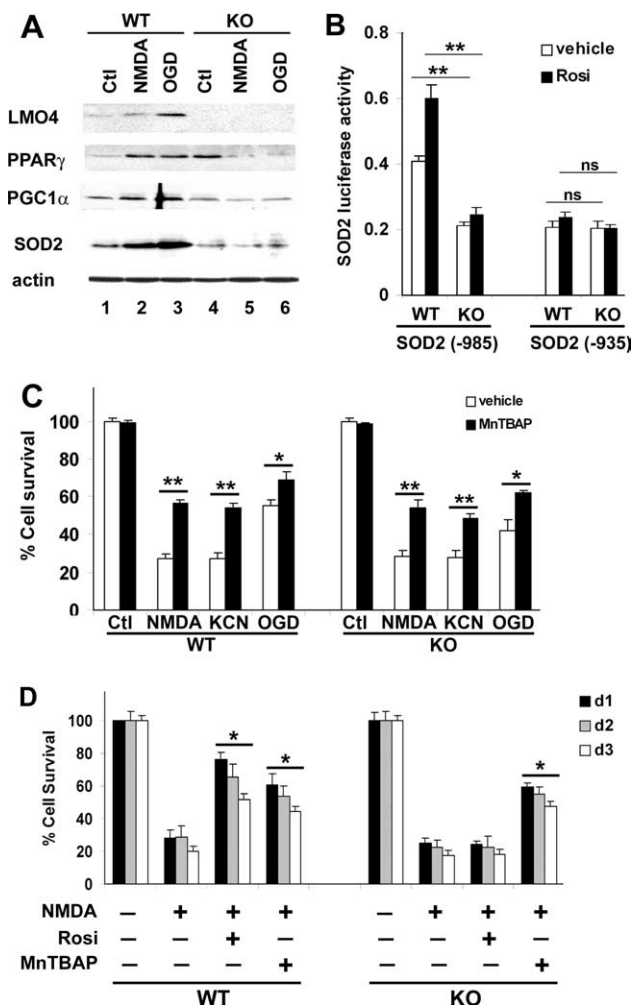 A
WT KO
Ctl NMDA OGD Ctl NMDA OGD
LMO4
PPARγ
PGC1α
SOD2
actin
1 2 3 4 5 6
B
SOD2 luciferase activity
0.8
0.6
0.4
0.2
0
vehicle
Rosi
**
**
ns
ns
WT KO WT KO
SOD2 (-985) SOD2 (-935)
C
% Cell survival
100
80
60
40
20
0
vehicle
MnTBAP
** ** * ** ** *
Ctl NMDA KCN OGD Ctl NMDA KCN OGD
WT KO
D
% Cell Survival
100
80
60
40
20
0
d1
d2
d3
* * *
NMDA – + + + – + + +
Rosi – – + – – – + –
MnTBAP – – – + – – – +
WT KO